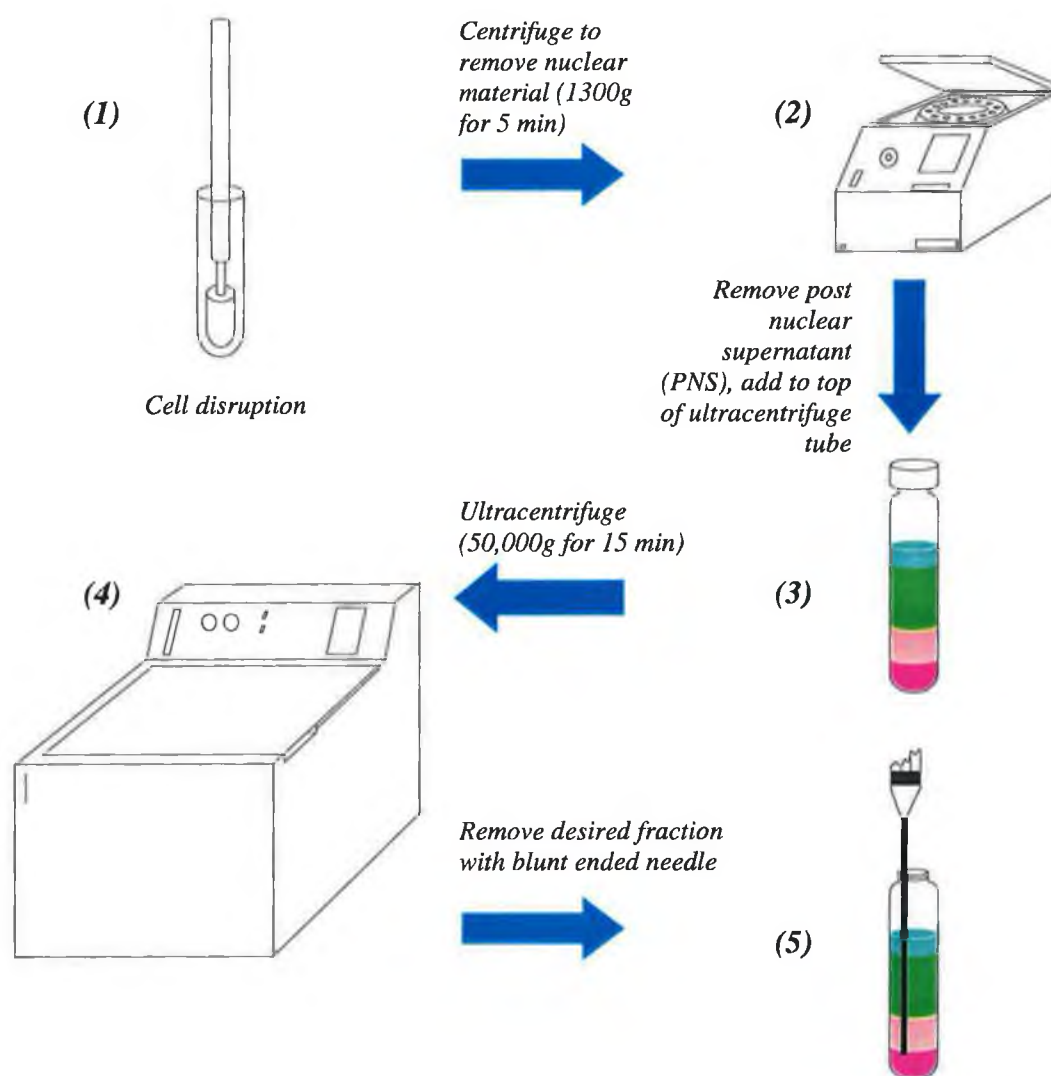 (1)
Centrifuge to
remove nuclear
material (1300g
for 5 min)
(2)
Cell disruption
Remove post
nuclear
supernatant
(PNS), add to top
of ultracentrifuge
tube
(3)
Ultracentrifuge
(50,000g for 15 min)
(4)
Remove desired fraction
with blunt ended needle
(5)